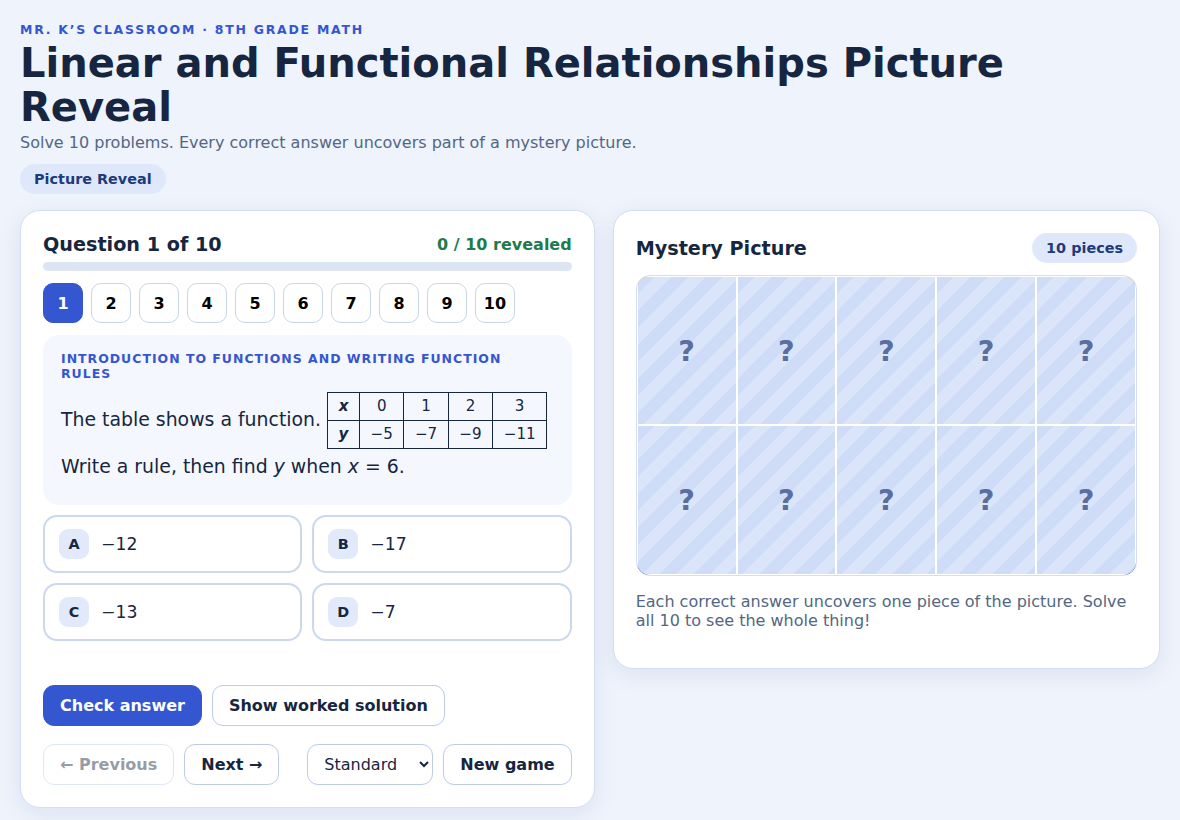 MR. K’S CLASSROOM · 8TH GRADE MATH
Linear and Functional Relationships Picture
Reveal
Solve 10 problems. Every correct answer uncovers part of a mystery picture.
Picture Reveal
Question 1 of 10
0 / 10 revealed
1 2 3 4 5 6 7 8 9 10
INTRODUCTION TO FUNCTIONS AND WRITING FUNCTION
RULES
The table shows a function.
x 0 1 2 3
y −5 −7 −9 −11
Write a rule, then find y when x = 6.
A −12
B −17
C −13
D −7
Check answer
Show worked solution
← Previous
Next →
Standard
New game
Mystery Picture
10 pieces
? ? ? ? ?
? ? ? ? ?
Each correct answer uncovers one piece of the picture. Solve
all 10 to see the whole thing!